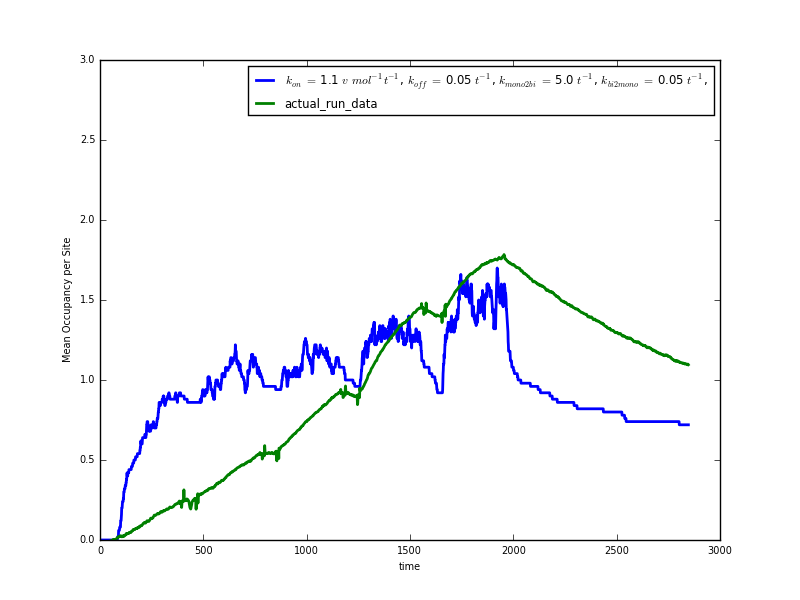 3.0
k_on = 1.1 v mol⁻¹t⁻¹, k_off = 0.05 t⁻¹, k_mono2bi = 5.0 t⁻¹, k_bi2mono = 0.05 t⁻¹,
actual_run_data
2.5
2.0
1.5
1.0
0.5
0.0
Mean Occupancy per Site
0 500 1000 1500 2000 2500 3000
time